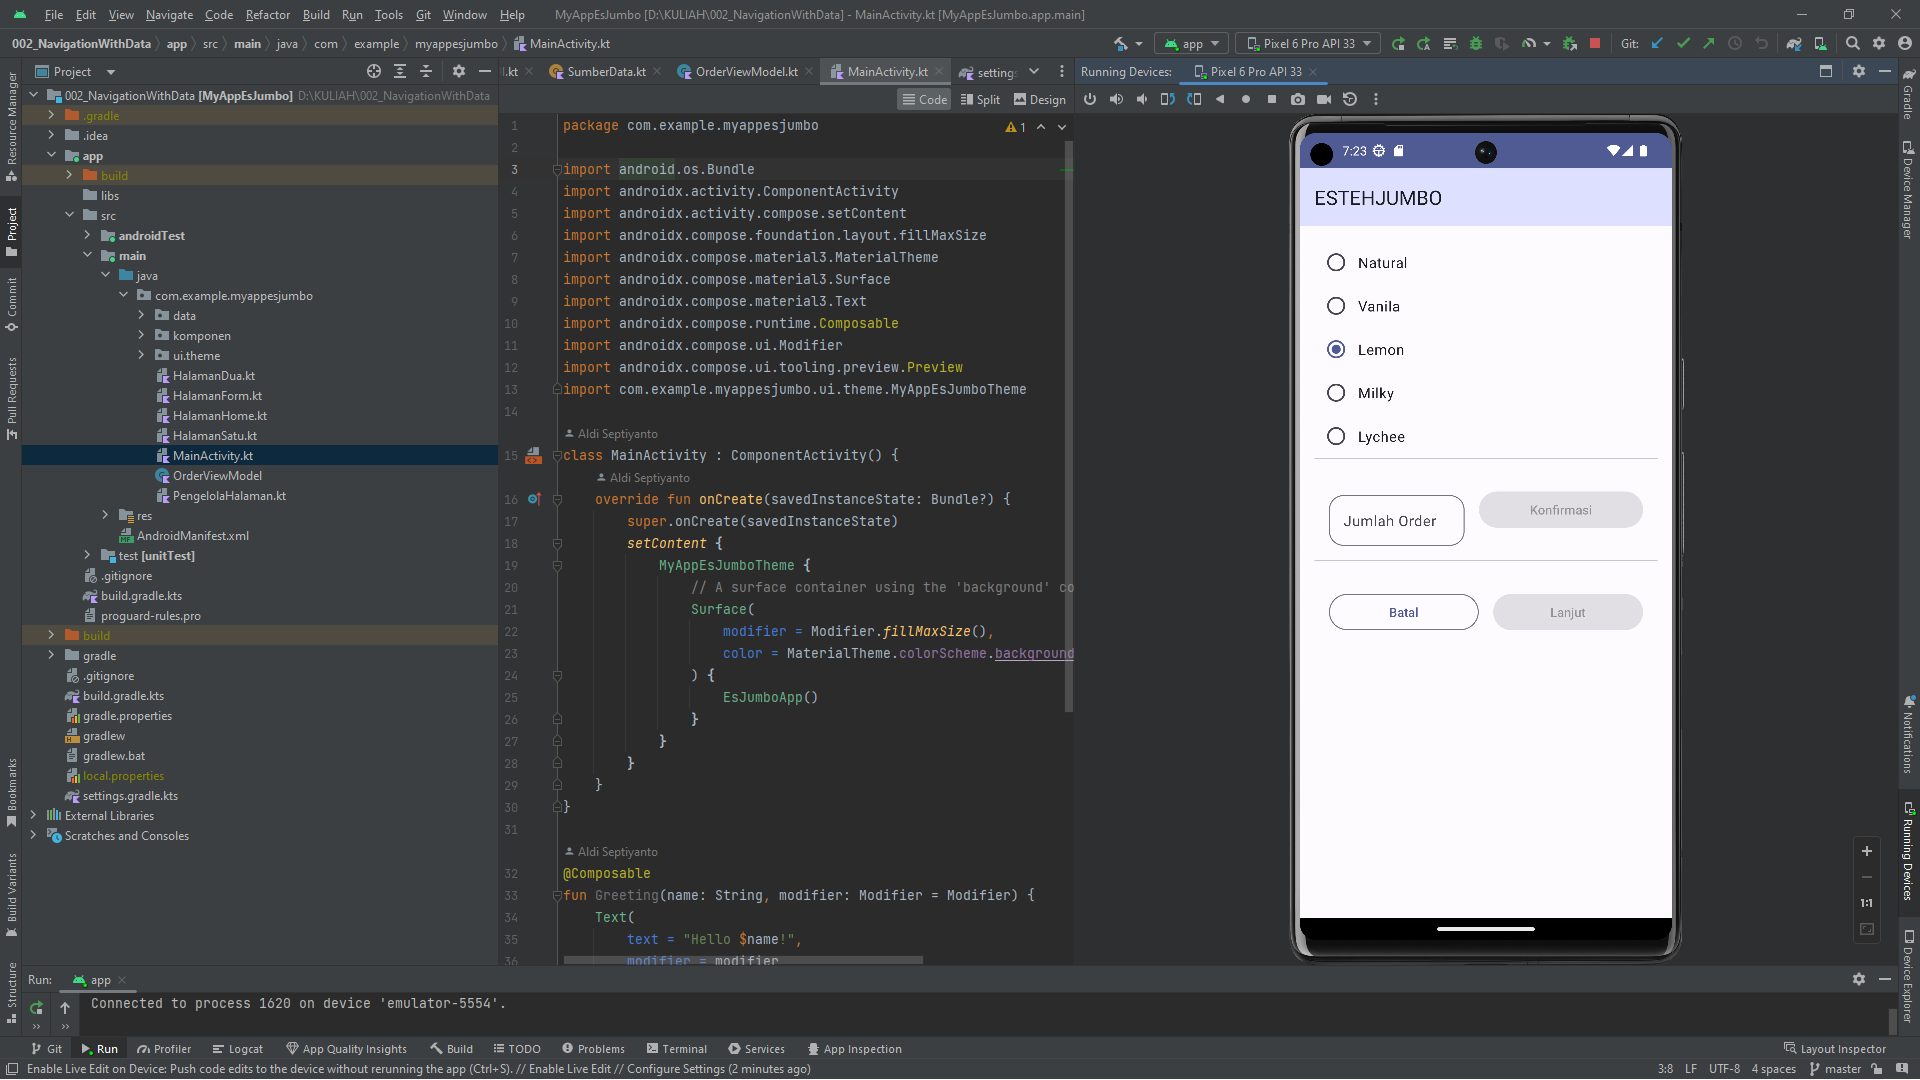 File Edit View Navigate Code Refactor Build Run Tools Git Window Help MyAppEsJumbo [D:\KULIAH\002_NavigationWithData] - MainActivity.kt [MyAppEsJumbo.app.main]
002_NavigationWithData app src main java com example myappesjumbo MainActivity.kt app Pixel 6 Pro API 33 Git:
Project
l.kt SumberData.kt OrderViewModel.kt MainActivity.kt settings
Running Devices: Pixel 6 Pro API 33
Code Split Design
Resource Manager
Project
Commit
Pull Requests
Bookmarks
Build Variants
Structure
002_NavigationWithData [MyAppEsJumbo] D:\KULIAH\002_NavigationWithData
.gradle
.idea
app
build
libs
src
androidTest
main
java
com.example.myappesjumbo
data
komponen
ui.theme
HalamanDua.kt
HalamanForm.kt
HalamanHome.kt
HalamanSatu.kt
MainActivity.kt
OrderViewModel
PengelolaHalaman.kt
res
AndroidManifest.xml
test [unitTest]
.gitignore
build.gradle.kts
proguard-rules.pro
build
gradle
.gitignore
build.gradle.kts
gradle.properties
gradlew
gradlew.bat
local.properties
settings.gradle.kts
External Libraries
Scratches and Consoles
1 package com.example.myappesjumbo
1
2
3 import android.os.Bundle
4 import androidx.activity.ComponentActivity
5 import androidx.activity.compose.setContent
6 import androidx.compose.foundation.layout.fillMaxSize
7 import androidx.compose.material3.MaterialTheme
8 import androidx.compose.material3.Surface
9 import androidx.compose.material3.Text
10 import androidx.compose.runtime.Composable
11 import androidx.compose.ui.Modifier
12 import androidx.compose.ui.tooling.preview.Preview
13 import com.example.myappesjumbo.ui.theme.MyAppEsJumboTheme
14
Aldi Septiyanto
15 class MainActivity : ComponentActivity() {
Aldi Septiyanto
16 override fun onCreate(savedInstanceState: Bundle?) {
17 super.onCreate(savedInstanceState)
18 setContent {
19 MyAppEsJumboTheme {
20 // A surface container using the 'background' co
21 Surface(
22 modifier = Modifier.fillMaxSize(),
23 color = MaterialTheme.colorScheme.background
24 ) {
25 EsJumboApp()
26 }
27 }
28 }
29 }
30 }
31
Aldi Septiyanto
32 @Composable
33 fun Greeting(name: String, modifier: Modifier = Modifier) {
34 Text(
35 text = "Hello $name!",
36 modifier = modifier
7:23
ESTEHJUMBO
Natural
Vanila
Lemon
Milky
Lychee
Jumlah Order Konfirmasi
Batal Lanjut
1:1
Gradle
Device Manager
Notifications
Running Devices
Device Explorer
Run: app
Connected to process 1620 on device 'emulator-5554'.
Git Run Profiler Logcat App Quality Insights Build TODO Problems Terminal Services App Inspection Layout Inspector
Enable Live Edit on Device: Push code edits to the device without rerunning the app (Ctrl+S). // Enable Live Edit // Configure Settings (2 minutes ago) 3:8 LF UTF-8 4 spaces master